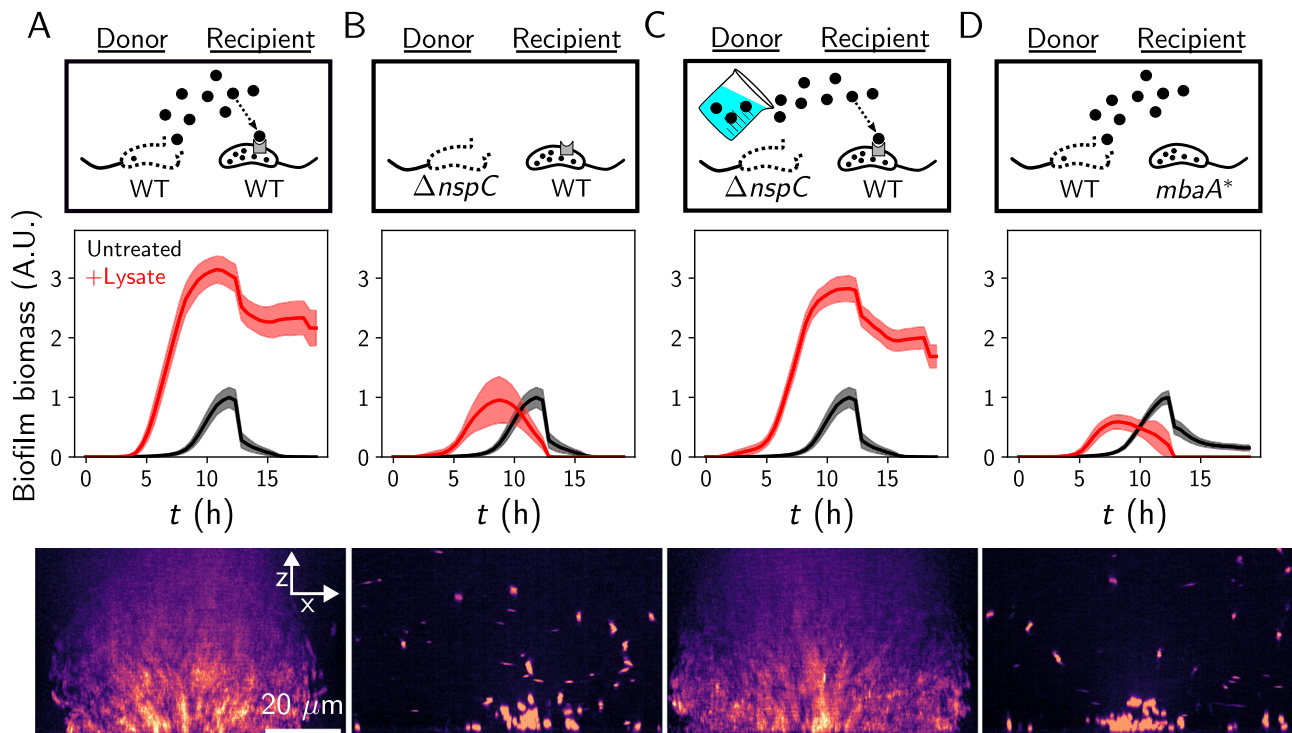 A Donor Recipient
WT WT
B Donor Recipient
ΔnspC WT
C Donor Recipient
ΔnspC WT
D Donor Recipient
WT mbaA*
Biofilm biomass (A.U.)
Untreated
+Lysate
3
2
1
0
0 5 10 15
t (h)
3
2
1
0
0 5 10 15
t (h)
3
2
1
0
0 5 10 15
t (h)
3
2
1
0
0 5 10 15
t (h)
z
x
20 μm